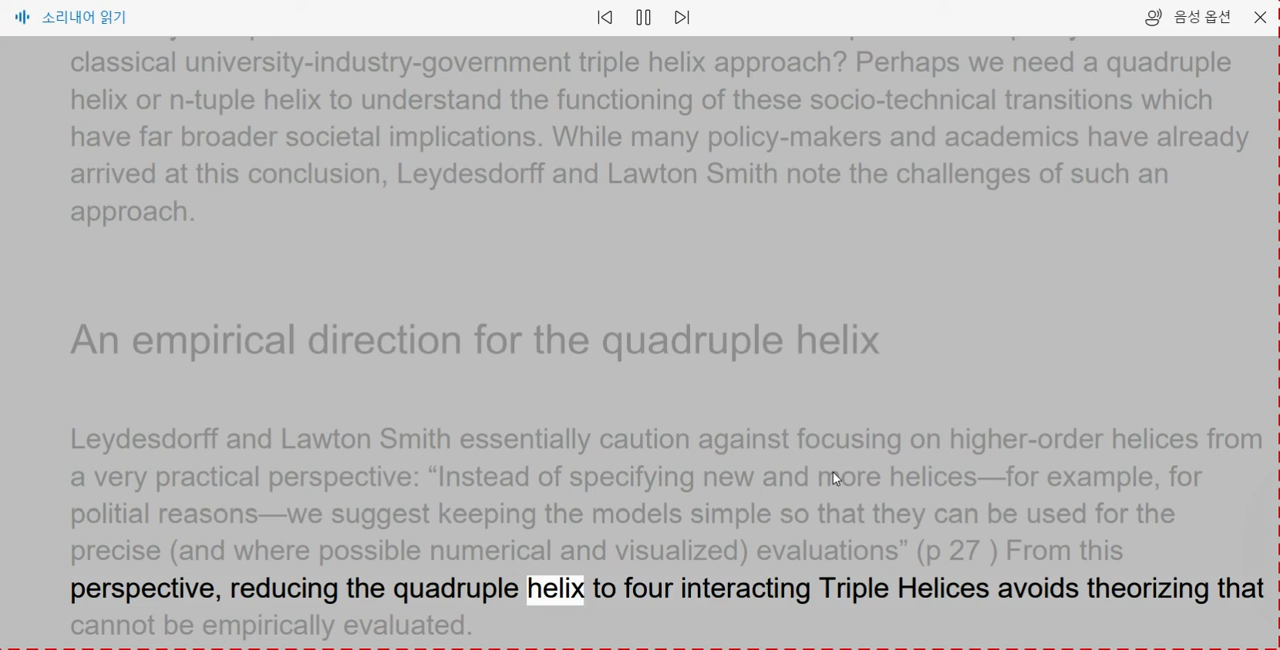 소리내어 읽기
음성 옵션
classical university-industry-government triple helix approach? Perhaps we need a quadruple
helix or n-tuple helix to understand the functioning of these socio-technical transitions which
have far broader societal implications. While many policy-makers and academics have already
arrived at this conclusion, Leydesdorff and Lawton Smith note the challenges of such an
approach.
An empirical direction for the quadruple helix
Leydesdorff and Lawton Smith essentially caution against focusing on higher-order helices from
a very practical perspective: “Instead of specifying new and more helices—for example, for
politial reasons—we suggest keeping the models simple so that they can be used for the
precise (and where possible numerical and visualized) evaluations” (p 27 ) From this
perspective, reducing the quadruple helix to four interacting Triple Helices avoids theorizing that
cannot be empirically evaluated.